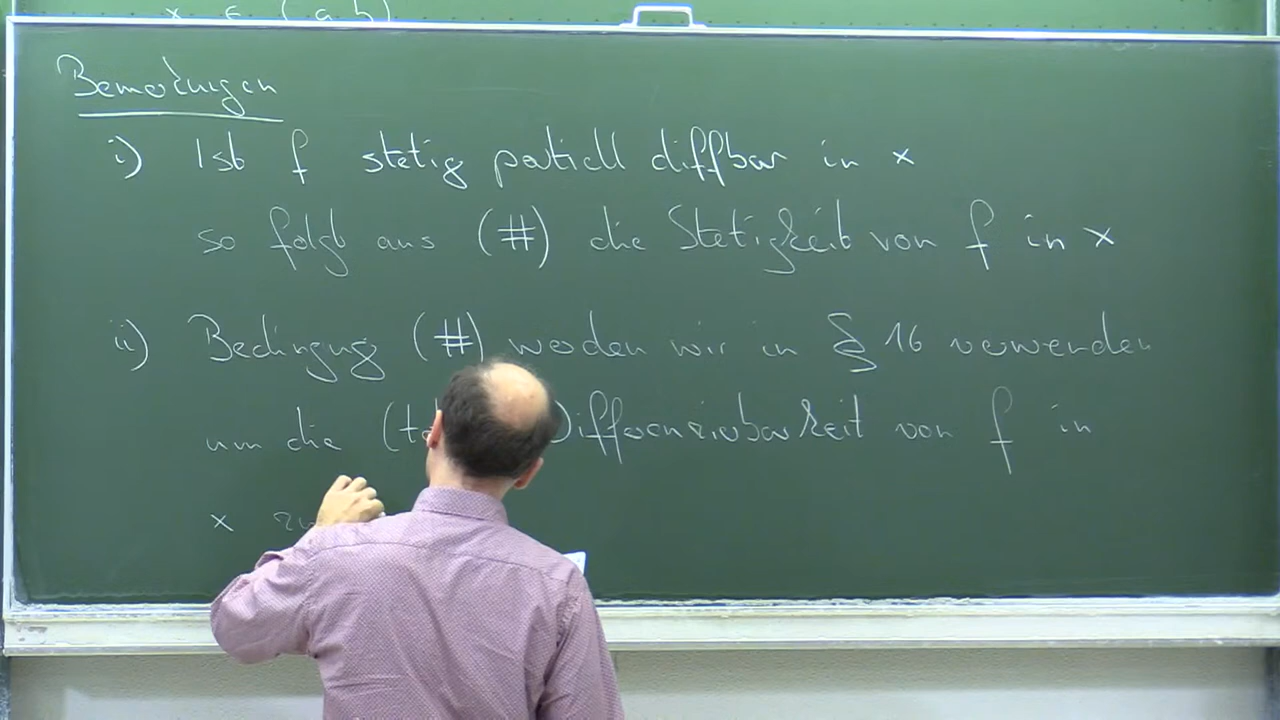 x ∈ (a, b)
Bemerkungen
i) Ist f stetig partiell diffbar in x
so folgt aus (#) die Stetigkeit von f in x
ii) Bedingung (#) werden wir in § 16 verwenden
um die Differenzierbarkeit von f in
x